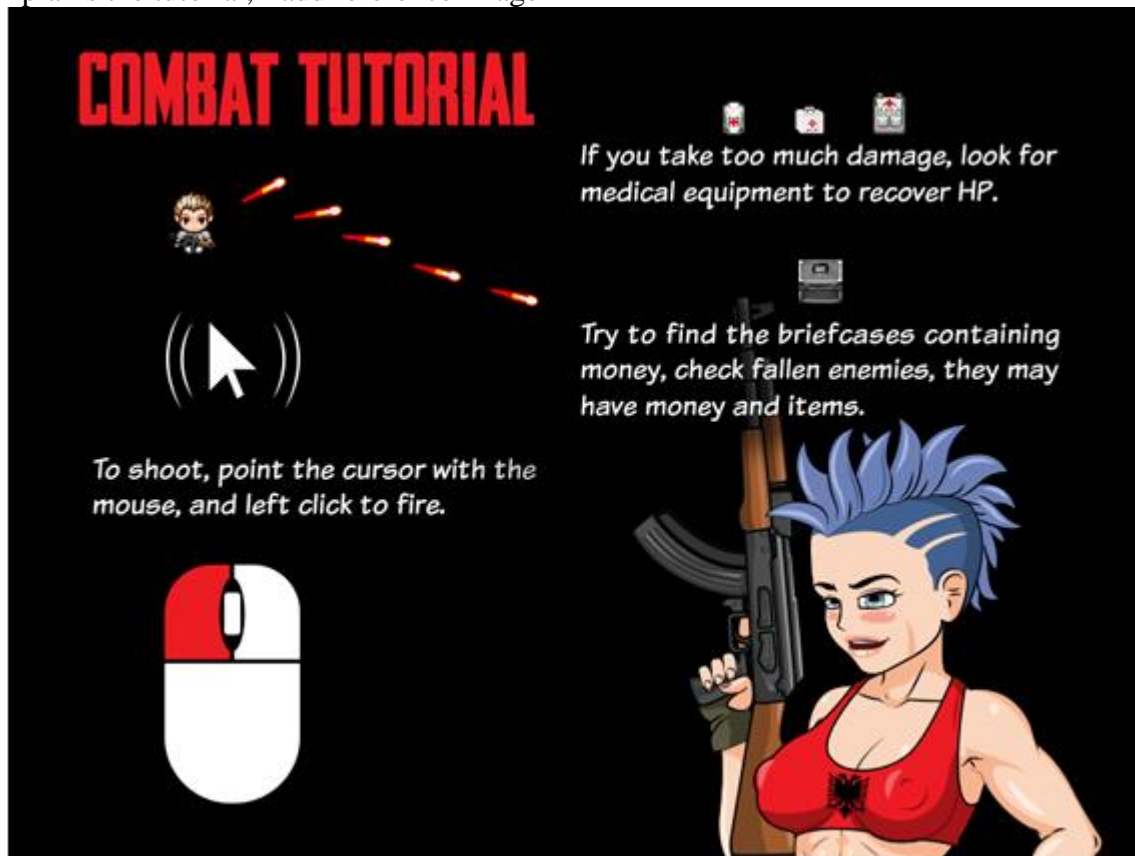 COMBAT TUTORIAL
To shoot, point the cursor with the
mouse, and left click to fire.
If you take too much damage, look for
medical equipment to recover HP.
Try to find the briefcases containing
money, check fallen enemies, they may
have money and items.